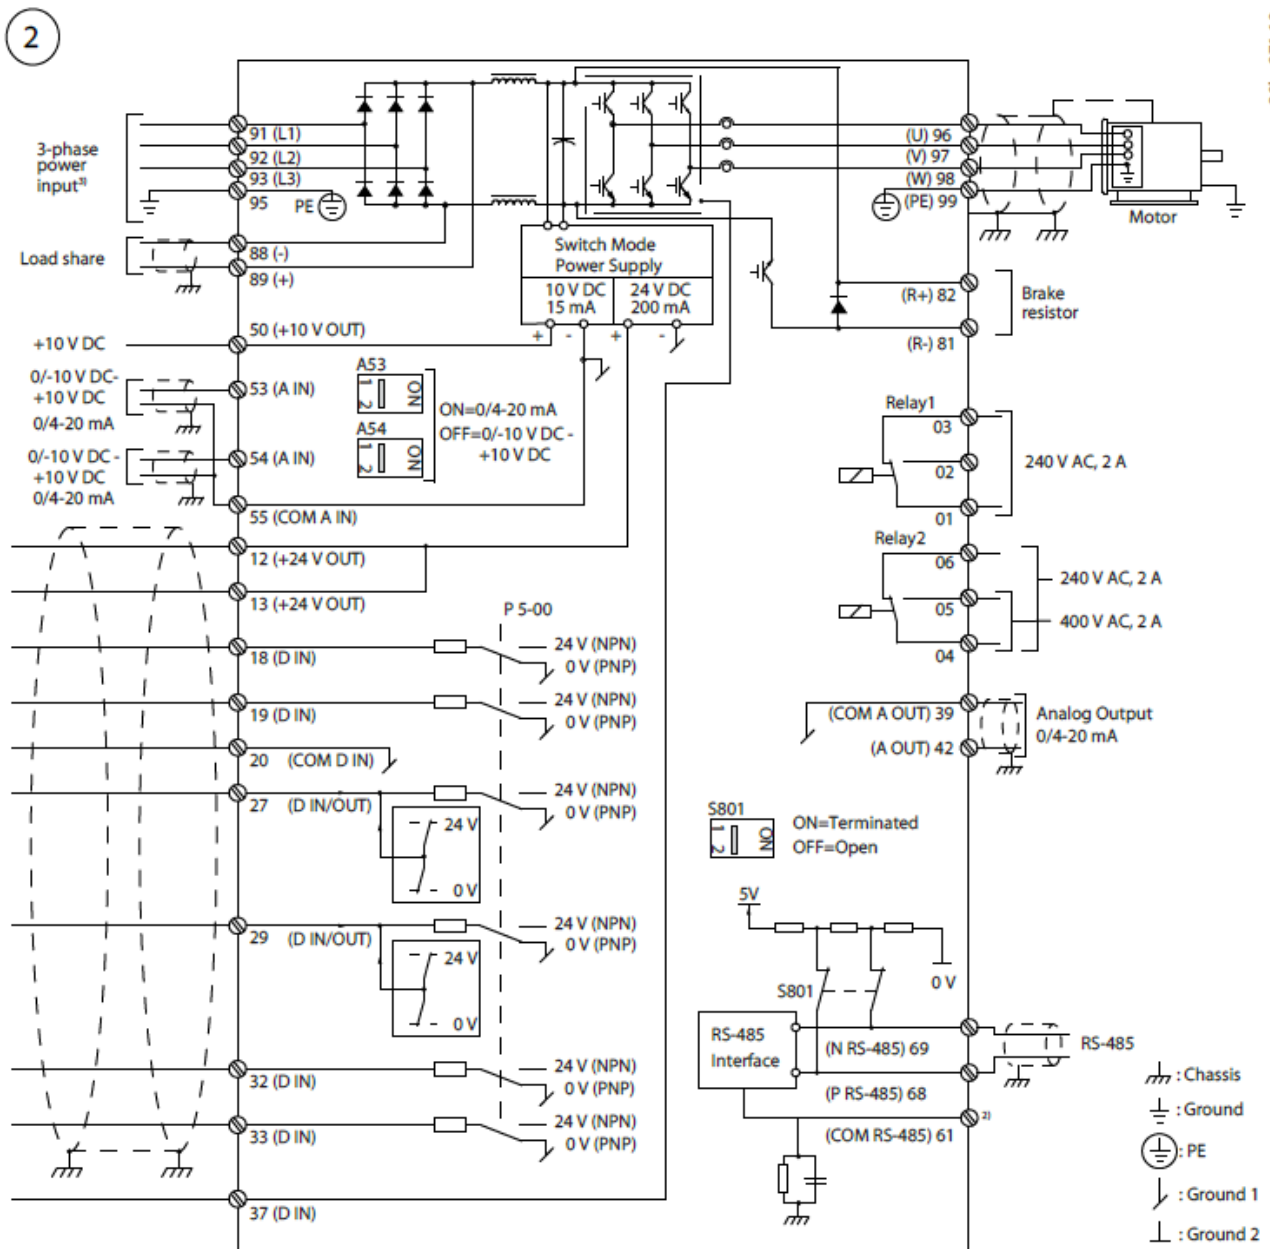 2
3-phase
power
input3)
91 (L1)
92 (L2)
93 (L3)
95
PE
(U) 96
(V) 97
(W) 98
(PE) 99
Motor
Load share
88 (-)
89 (+)
Switch Mode
Power Supply
10 V DC
15 mA
24 V DC
200 mA
+ - + -
(R+) 82
(R-) 81
Brake
resistor
+10 V DC
50 (+10 V OUT)
0/-10 V DC-
+10 V DC
0/4-20 mA
53 (A IN)
0/-10 V DC -
+10 V DC
0/4-20 mA
54 (A IN)
55 (COM A IN)
A53
1
2
ON
A54
1
2
ON
ON=0/4-20 mA
OFF=0/-10 V DC -
+10 V DC
Relay1
03
02
01
240 V AC, 2 A
Relay2
06
05
04
240 V AC, 2 A
400 V AC, 2 A
12 (+24 V OUT)
13 (+24 V OUT)
P 5-00
18 (D IN)
24 V (NPN)
0 V (PNP)
19 (D IN)
24 V (NPN)
0 V (PNP)
20 (COM D IN)
27 (D IN/OUT)
24 V (NPN)
0 V (PNP)
24 V
0 V
29 (D IN/OUT)
24 V (NPN)
0 V (PNP)
24 V
0 V
32 (D IN)
24 V (NPN)
0 V (PNP)
33 (D IN)
24 V (NPN)
0 V (PNP)
37 (D IN)
(COM A OUT) 39
(A OUT) 42
Analog Output
0/4-20 mA
S801
1
2
ON
ON=Terminated
OFF=Open
5V
S801
0 V
RS-485
Interface
(N RS-485) 69
(P RS-485) 68
(COM RS-485) 61
2)
RS-485
: Chassis
: Ground
: PE
: Ground 1
: Ground 2